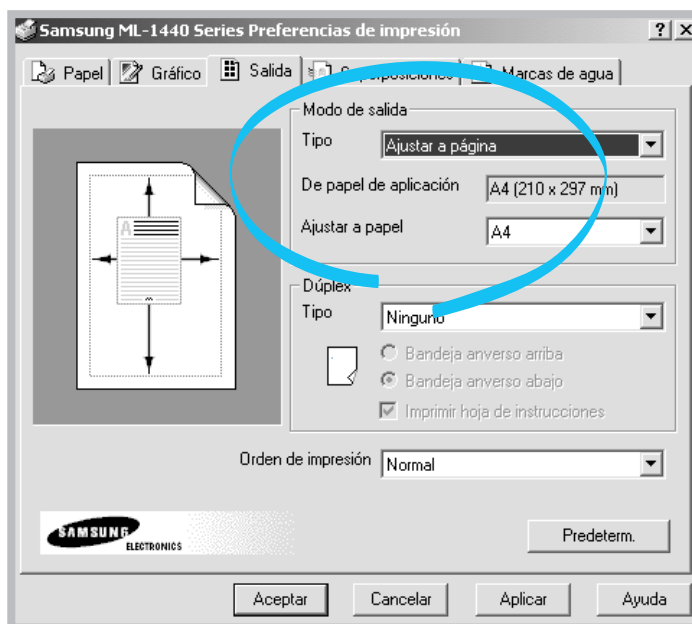 Samsung ML-1440 Series Preferencias de impresión
Papel Gráfico Salida Superposiciones Marcas de agua
Modo de salida
Tipo Ajustar a página
De papel de aplicación A4 (210 x 297 mm)
Ajustar a papel A4
Dúplex
Tipo Ninguno
Bandeja anverso arriba
Bandeja anverso abajo
Imprimir hoja de instrucciones
Orden de impresión Normal
SAMSUNG
ELECTRONICS
Predeterm.
Aceptar Cancelar Aplicar Ayuda